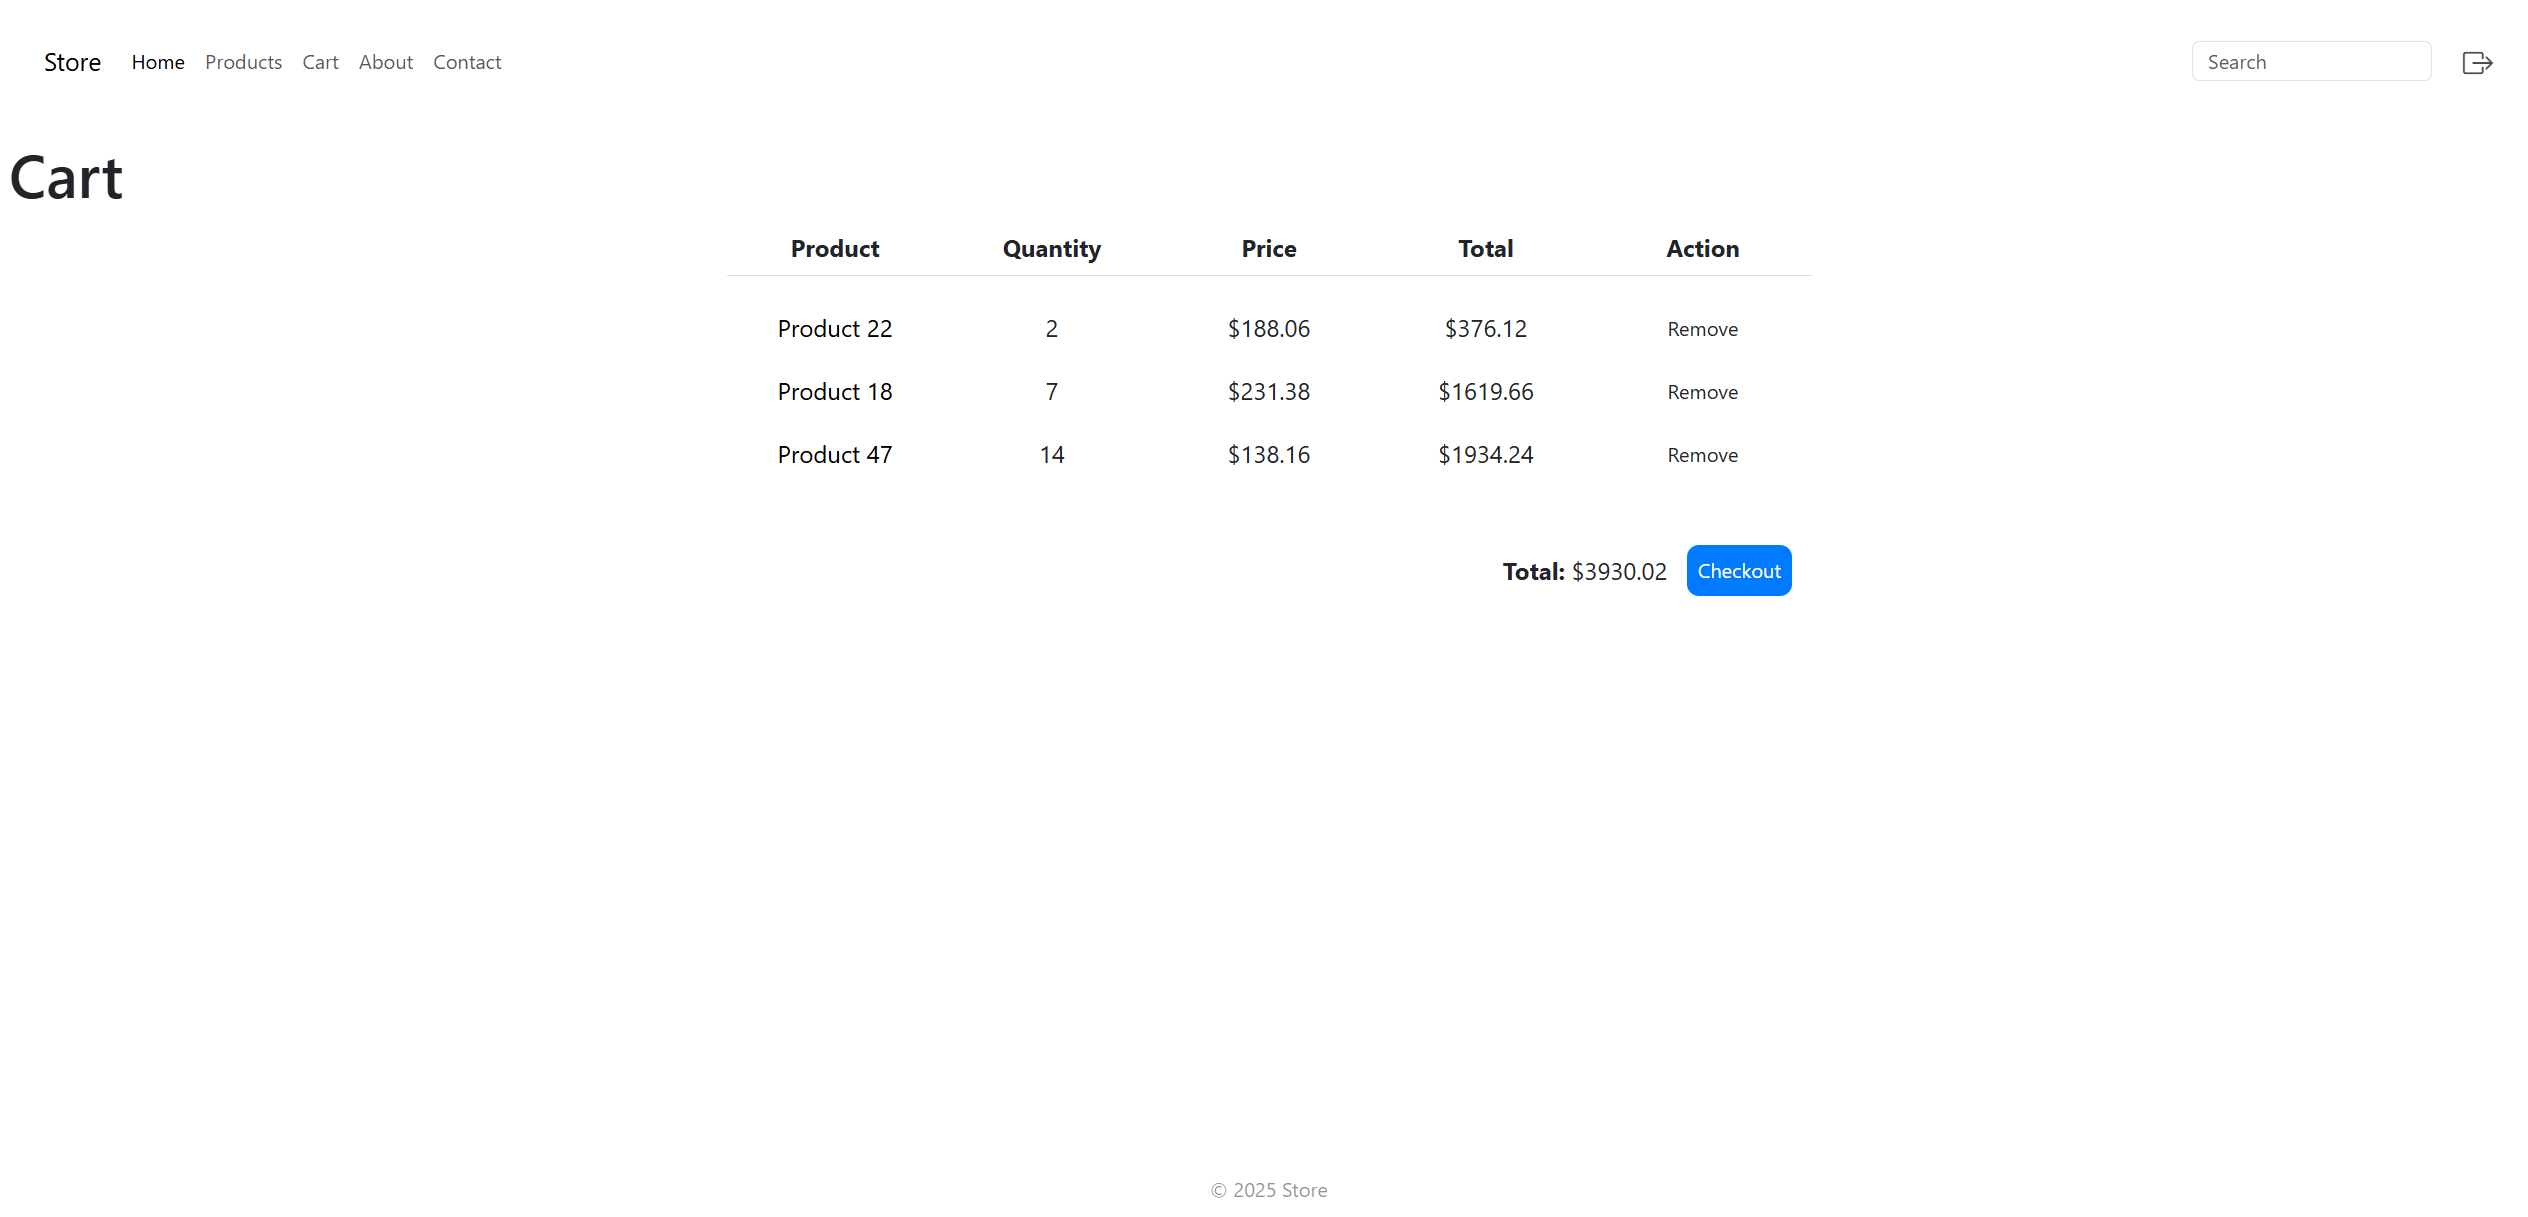 Store Home Products Cart About Contact Search
Cart
Product Quantity Price Total Action
Product 22 2 $188.06 $376.12 Remove
Product 18 7 $231.38 $1619.66 Remove
Product 47 14 $138.16 $1934.24 Remove
Total: $3930.02 Checkout
© 2025 Store